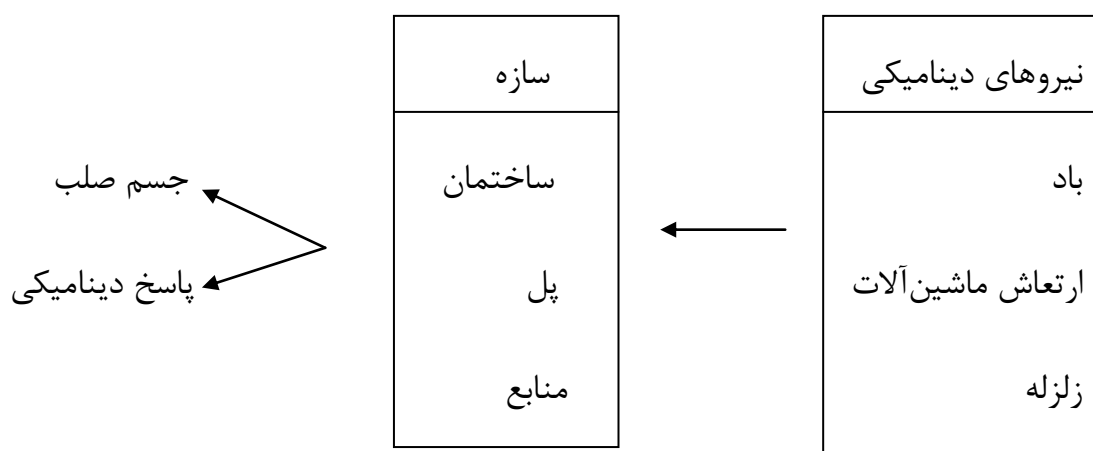 نیروهای دینامیکی
باد
ارتعاش ماشین‌آلات
زلزله
سازه
ساختمان
پل
منابع
جسم صلب
پاسخ دینامیکی